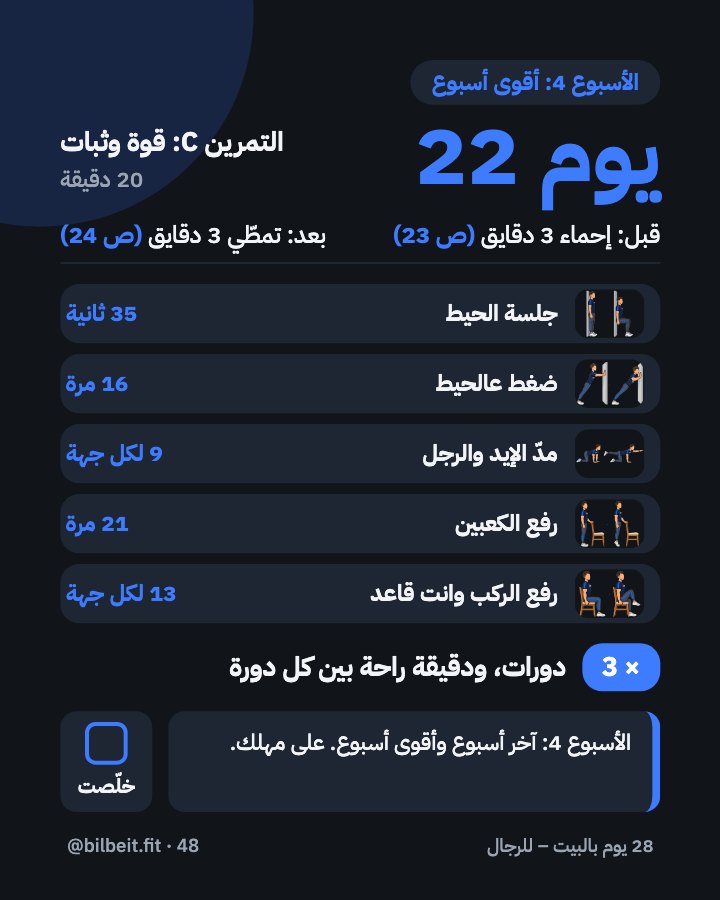 الأسبوع 4: أقوى أسبوع
يوم 22
التمرين C: قوة وثبات
20 دقيقة
قبل: إحماء 3 دقايق (ص 23)
بعد: تمطّي 3 دقايق (ص 24)
جلسة الحيط 35 ثانية
ضغط عالحيط 16 مرة
مدّ الإيد والرجل 9 لكل جهة
رفع الكعبين 21 مرة
رفع الركب وانت قاعد 13 لكل جهة
× 3 دورات، ودقيقة راحة بين كل دورة
الأسبوع 4: آخر أسبوع وأقوى أسبوع. على مهلك.
خلّصت
28 يوم بالبيت – للرجال
@bilbeit.fit · 48